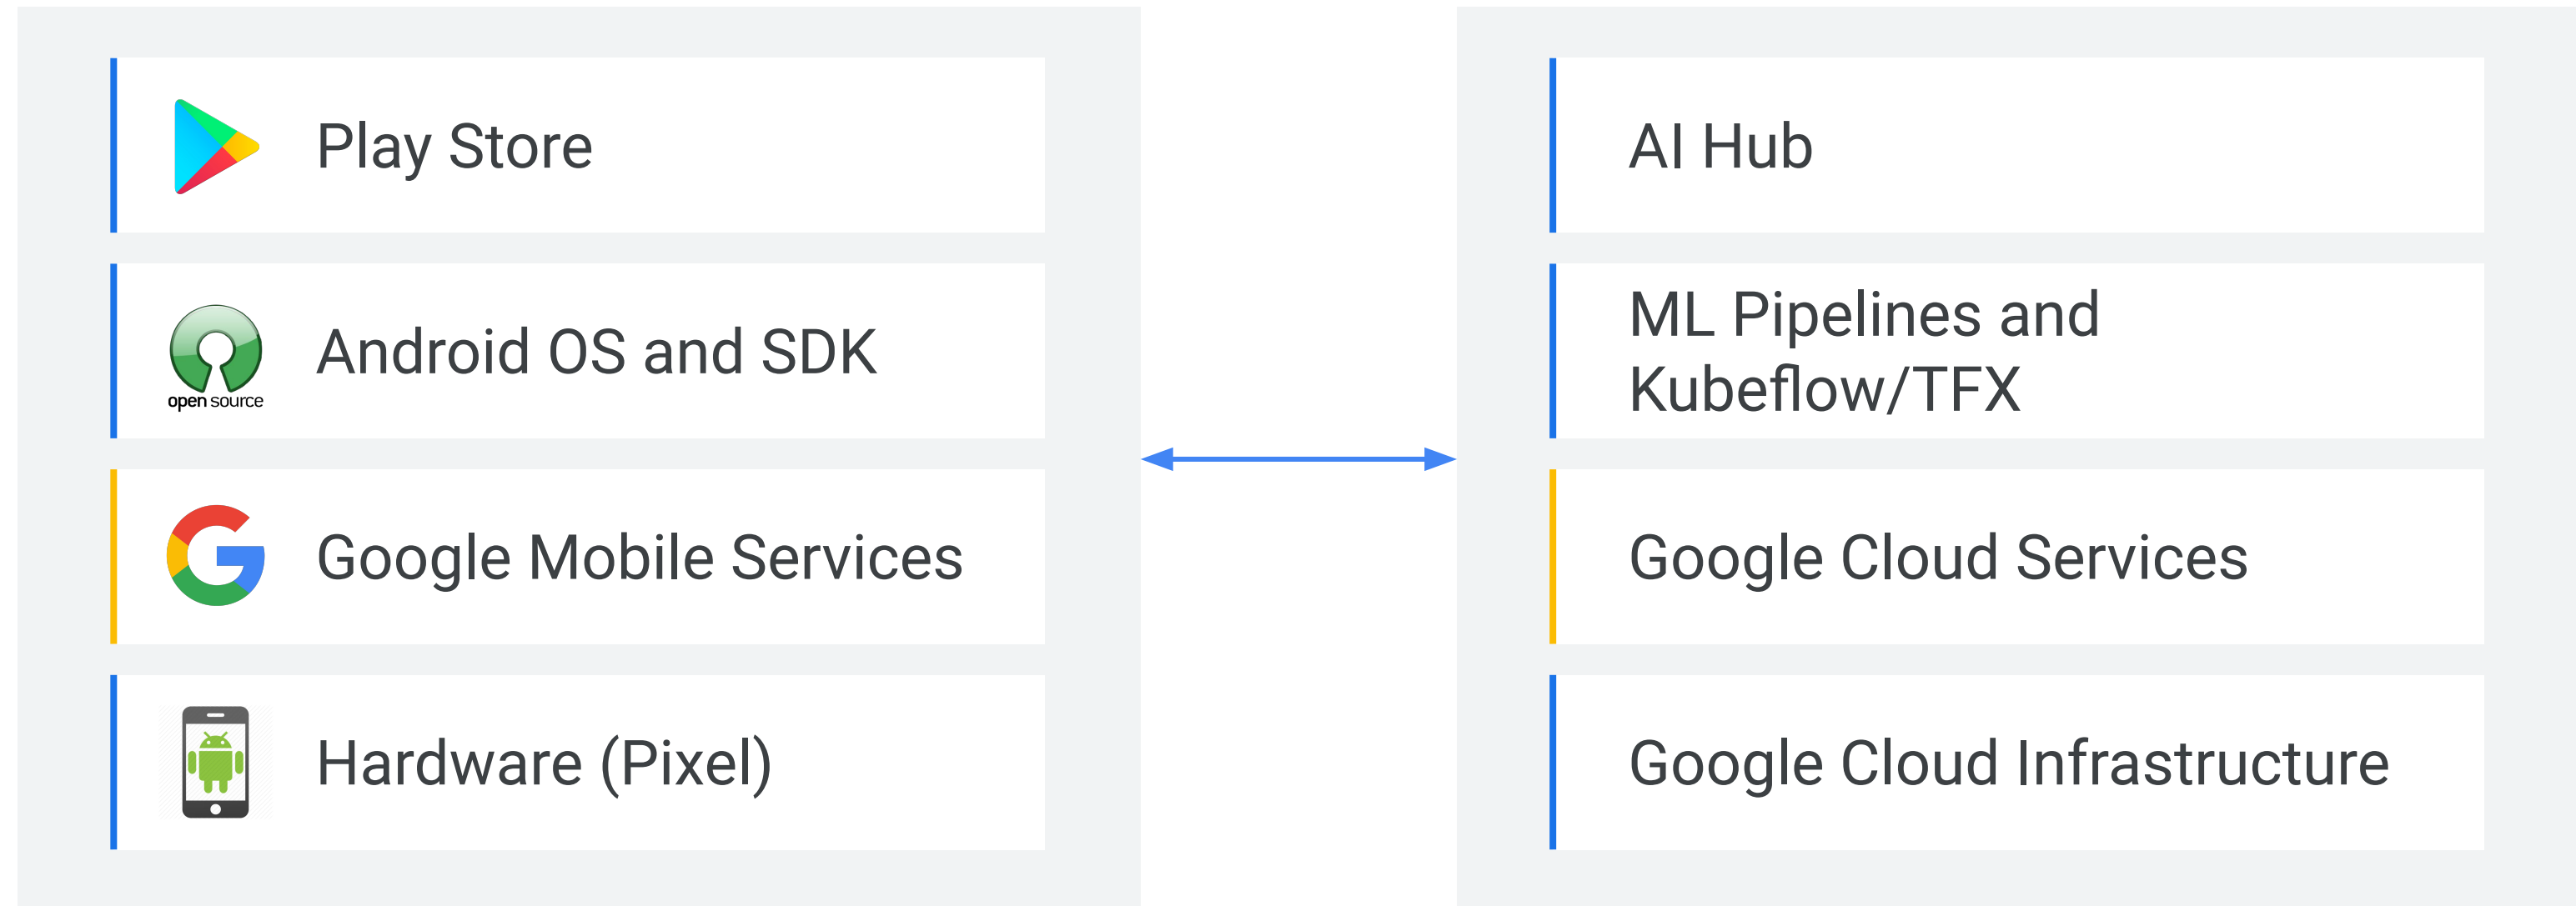 Play Store
Android OS and SDK
open source
Google Mobile Services
Hardware (Pixel)
AI Hub
ML Pipelines and
Kubeflow/TFX
Google Cloud Services
Google Cloud Infrastructure